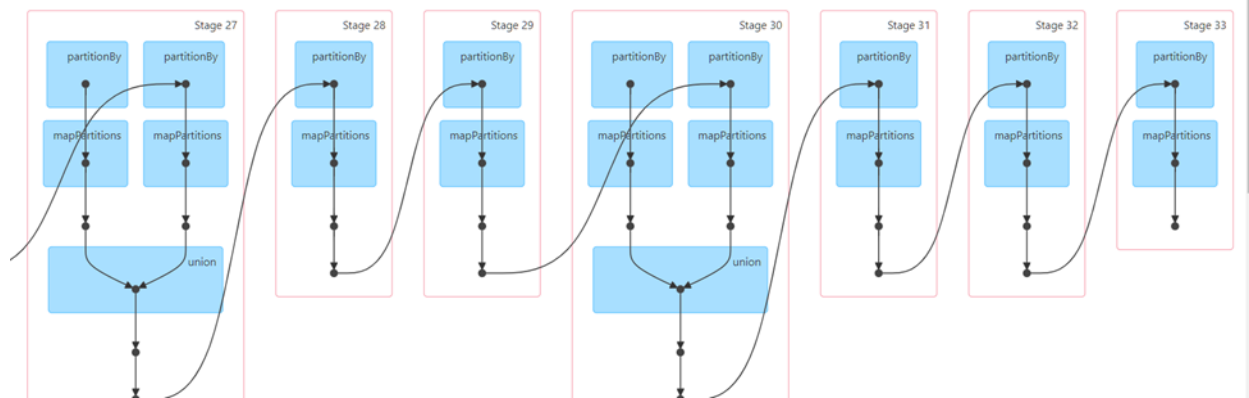 Stage 27
partitionBy
partitionBy
mapPartitions
mapPartitions
union
Stage 28
partitionBy
mapPartitions
Stage 29
partitionBy
mapPartitions
Stage 30
partitionBy
partitionBy
mapPartitions
mapPartitions
union
Stage 31
partitionBy
mapPartitions
Stage 32
partitionBy
mapPartitions
Stage 33
partitionBy
mapPartitions